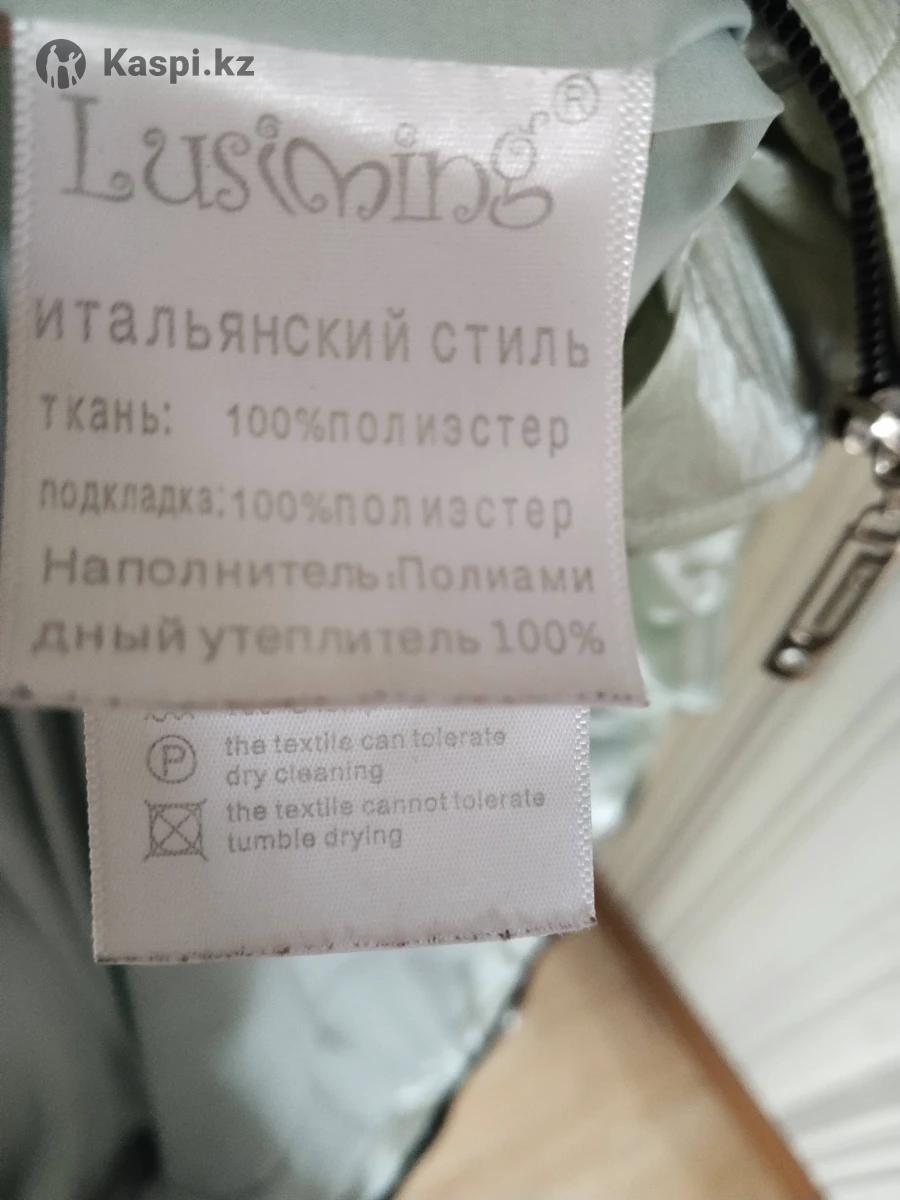 Kaspi.kz
Lusiming®
ИТАЛЬЯНСКИЙ СТИЛЬ
ткань: 100%полиэстер
подкладка:100%полиэстер
Наполнитель:Полиами
дный утеплитель 100%
P
the textile can tolerate
dry cleaning
the textile cannot tolerate
tumble drying